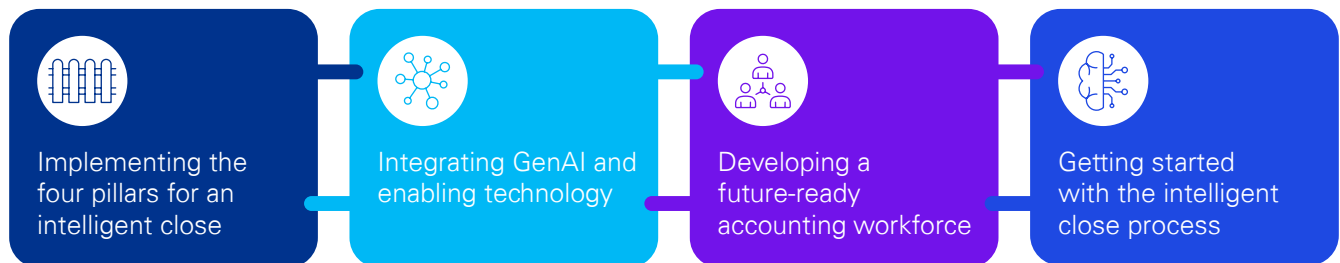 Implementing the
four pillars for an
intelligent close
Integrating GenAI and
enabling technology
Developing a
future-ready
accounting workforce
Getting started
with the intelligent
close process